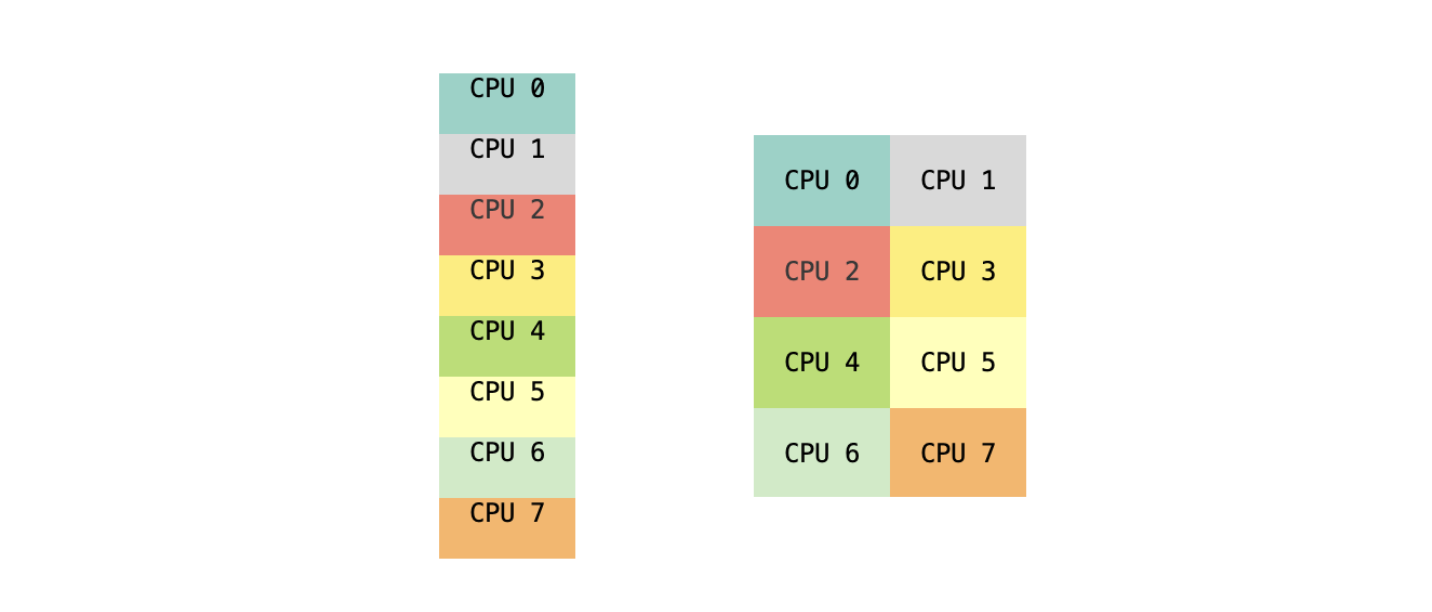 CPU 0
CPU 1
CPU 2
CPU 3
CPU 4
CPU 5
CPU 6
CPU 7
CPU 0 CPU 1
CPU 2 CPU 3
CPU 4 CPU 5
CPU 6 CPU 7